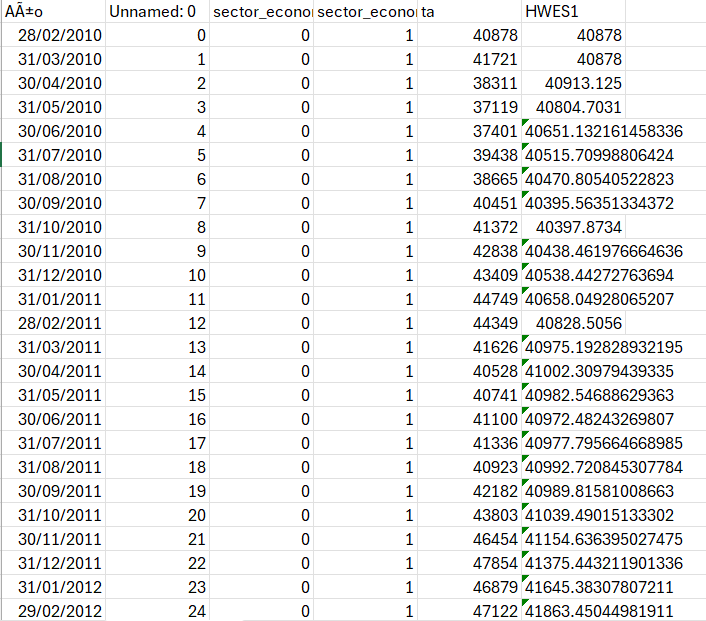 AÃ±o Unnamed: 0 sector_econor sector_econor ta HWES1
28/02/2010 0 0 1 40878 40878
31/03/2010 1 0 1 41721 40878
30/04/2010 2 0 1 38311 40913.125
31/05/2010 3 0 1 37119 40804.7031
30/06/2010 4 0 1 37401 40651.132161458336
31/07/2010 5 0 1 39438 40515.70998806424
31/08/2010 6 0 1 38665 40470.80540522823
30/09/2010 7 0 1 40451 40395.56351334372
31/10/2010 8 0 1 41372 40397.8734
30/11/2010 9 0 1 42838 40438.461976664636
31/12/2010 10 0 1 43409 40538.44272763694
31/01/2011 11 0 1 44749 40658.04928065207
28/02/2011 12 0 1 44349 40828.5056
31/03/2011 13 0 1 41626 40975.192828932195
30/04/2011 14 0 1 40528 41002.30979439335
31/05/2011 15 0 1 40741 40982.54688629363
30/06/2011 16 0 1 41100 40972.48243269807
31/07/2011 17 0 1 41336 40977.795664668985
31/08/2011 18 0 1 40923 40992.720845307784
30/09/2011 19 0 1 42182 40989.81581008663
31/10/2011 20 0 1 43803 41039.49015133302
30/11/2011 21 0 1 46454 41154.636395027475
31/12/2011 22 0 1 47854 41375.443211901336
31/01/2012 23 0 1 46879 41645.38307807211
29/02/2012 24 0 1 47122 41863.45044981911